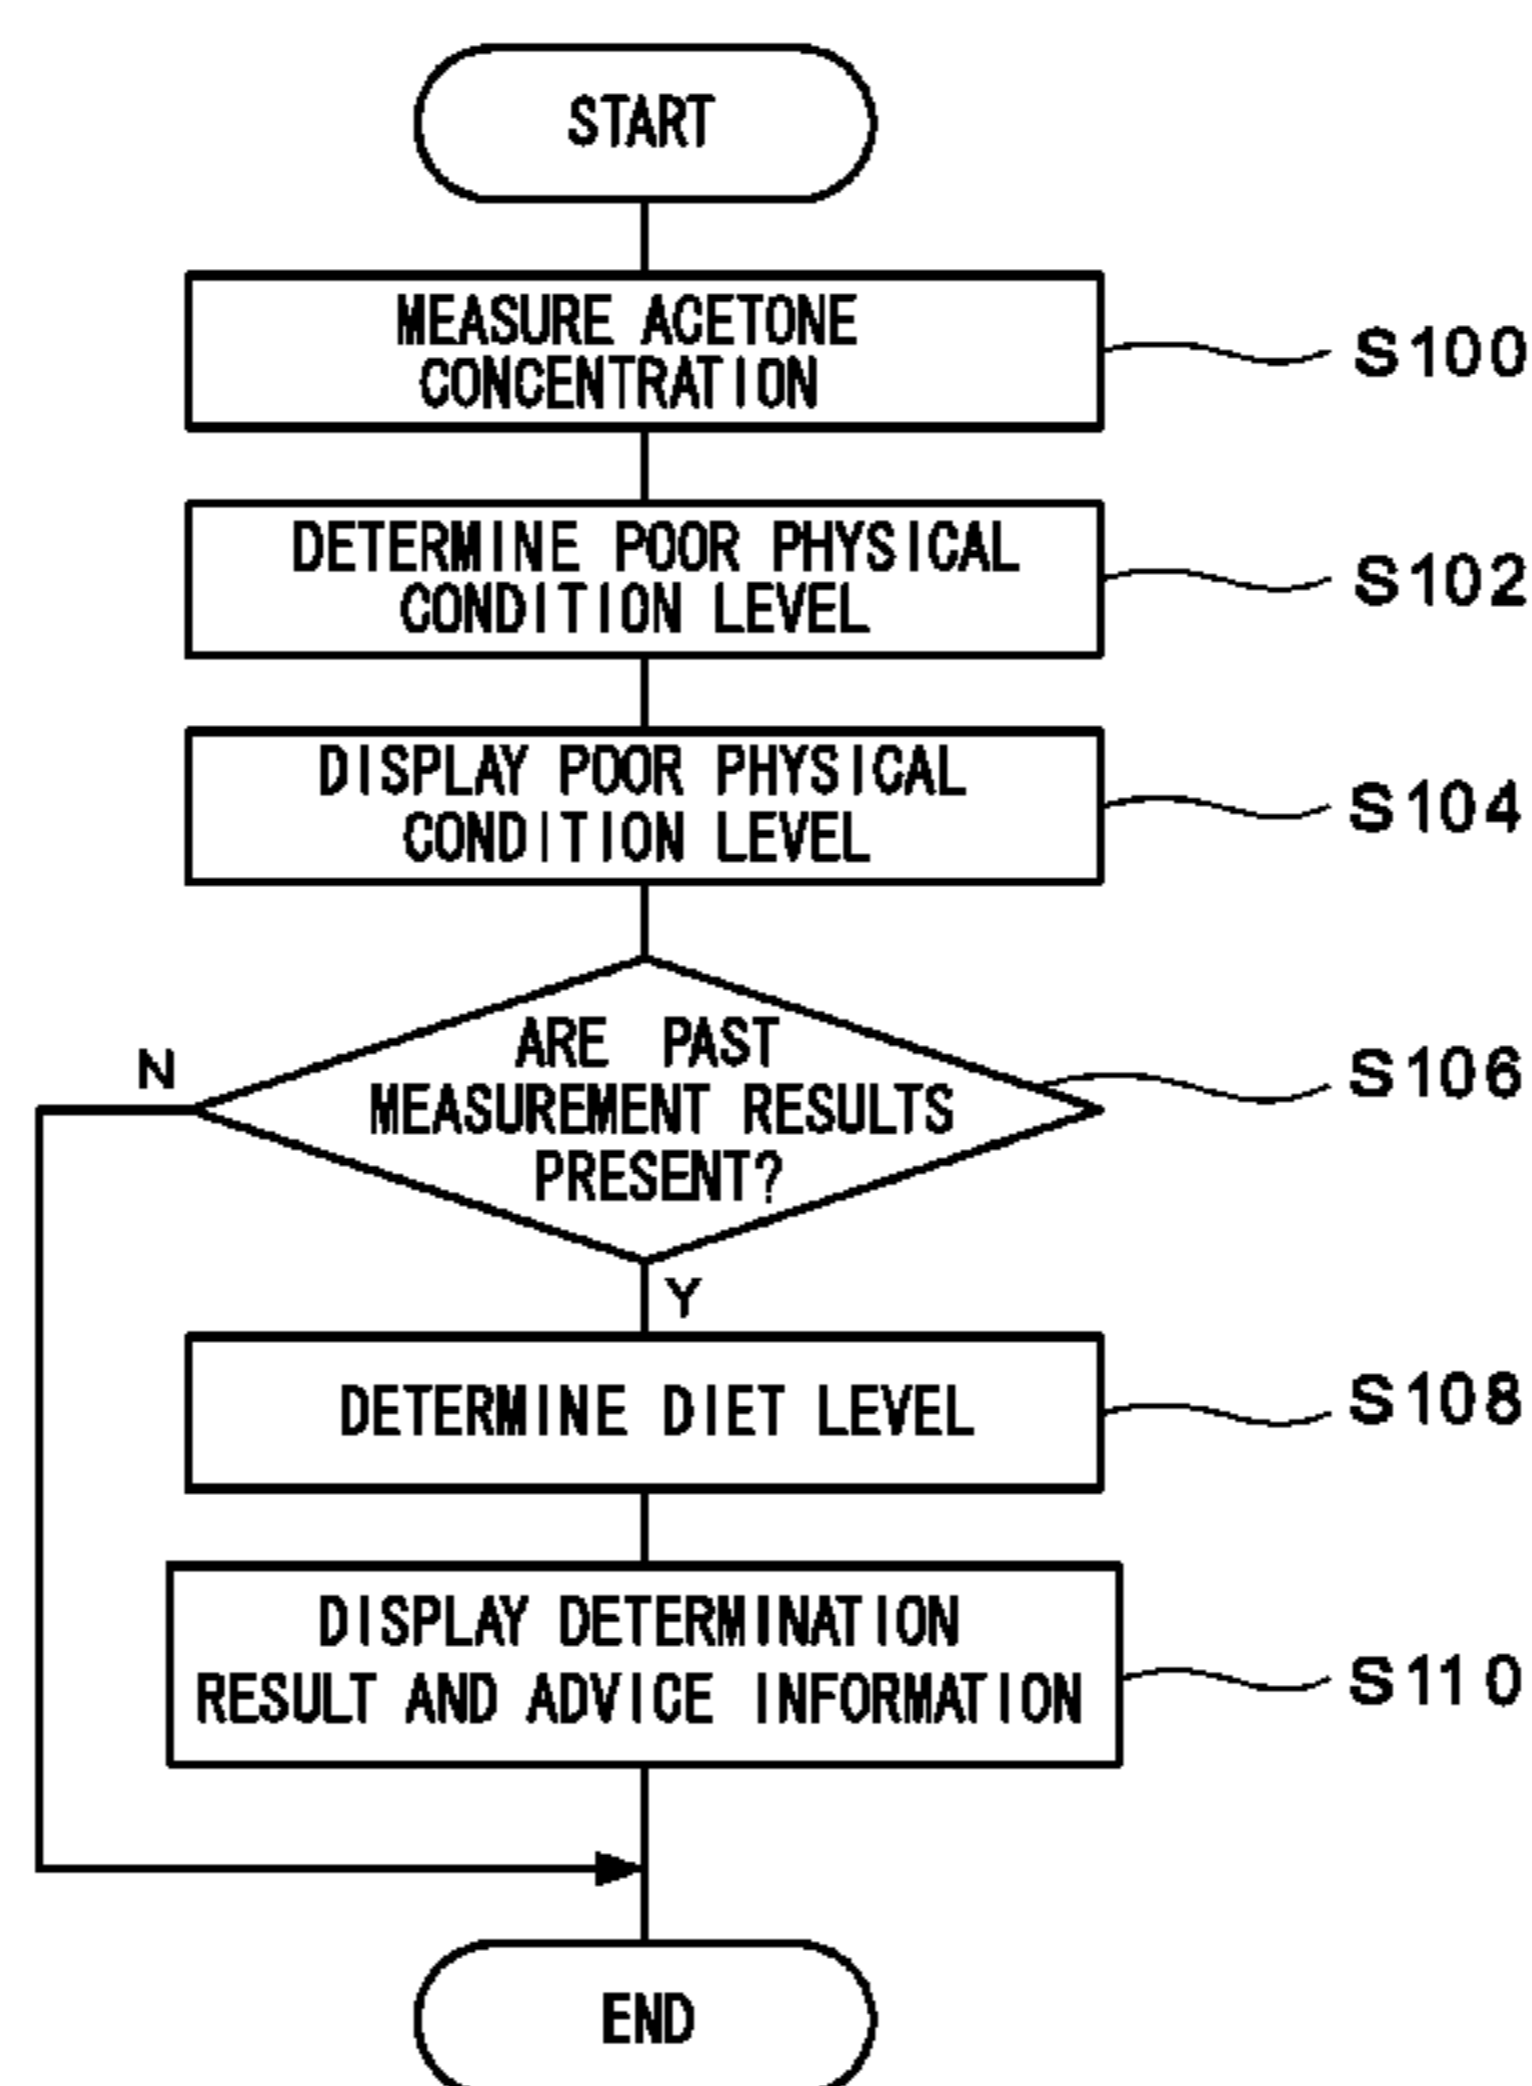 START
MEASURE ACETONE
CONCENTRATION
S100
DETERMINE POOR PHYSICAL
CONDITION LEVEL
S102
DISPLAY POOR PHYSICAL
CONDITION LEVEL
S104
ARE PAST
MEASUREMENT RESULTS
PRESENT?
S106
N
Y
DETERMINE DIET LEVEL
S108
DISPLAY DETERMINATION
RESULT AND ADVICE INFORMATION
S110
END